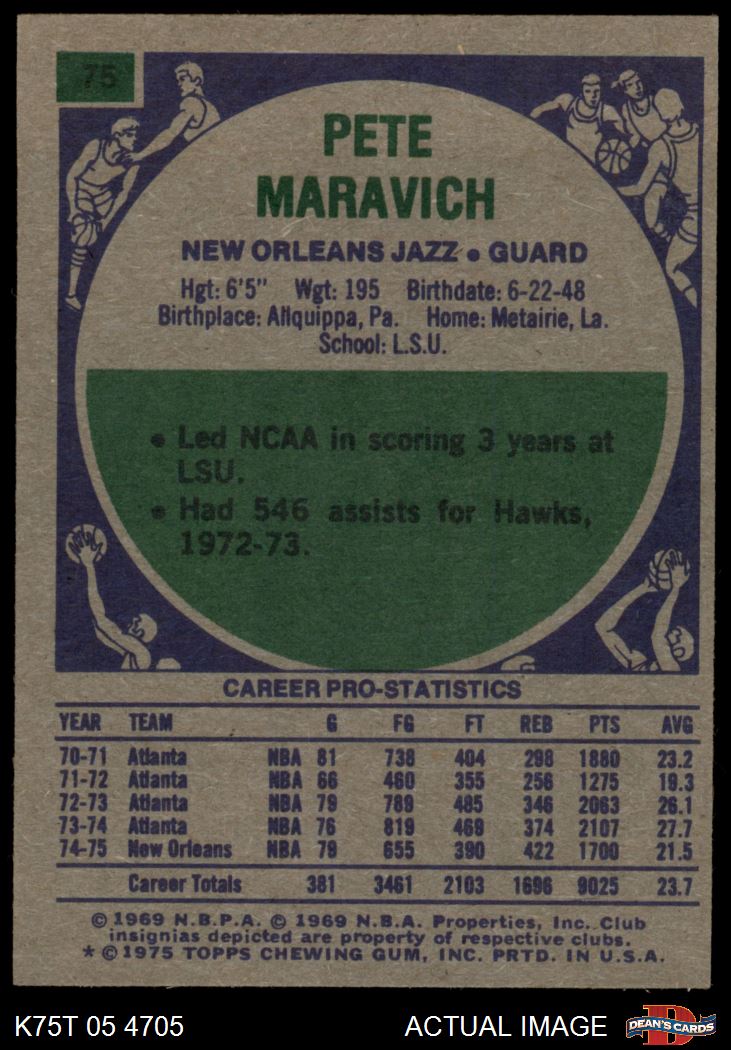 75
PETE
MARAVICH
NEW ORLEANS JAZZ • GUARD
Hgt: 6'5" Wgt: 195 Birthdate: 6-22-48
Birthplace: Aliquippa, Pa. Home: Metairie, La.
School: L.S.U.
• Led NCAA in scoring 3 years at
LSU.
• Had 546 assists for Hawks,
1972-73.
CAREER PRO-STATISTICS
YEAR TEAM G FG FT REB PTS AVG
70-71 Atlanta NBA 81 738 404 298 1880 23.2
71-72 Atlanta NBA 66 460 355 256 1275 19.3
72-73 Atlanta NBA 79 789 485 346 2063 26.1
73-74 Atlanta NBA 76 819 469 374 2107 27.7
74-75 New Orleans NBA 79 655 390 422 1700 21.5
Career Totals 381 3461 2103 1696 9025 23.7
© 1969 N.B.P.A. © 1969 N.B.A. Properties, Inc. Club
insignias depicted are property of respective clubs.
* © 1975 TOPPS CHEWING GUM, INC. PRTD. IN U.S.A.
K75T 05 4705 ACTUAL IMAGE D DEAN'S CARDS